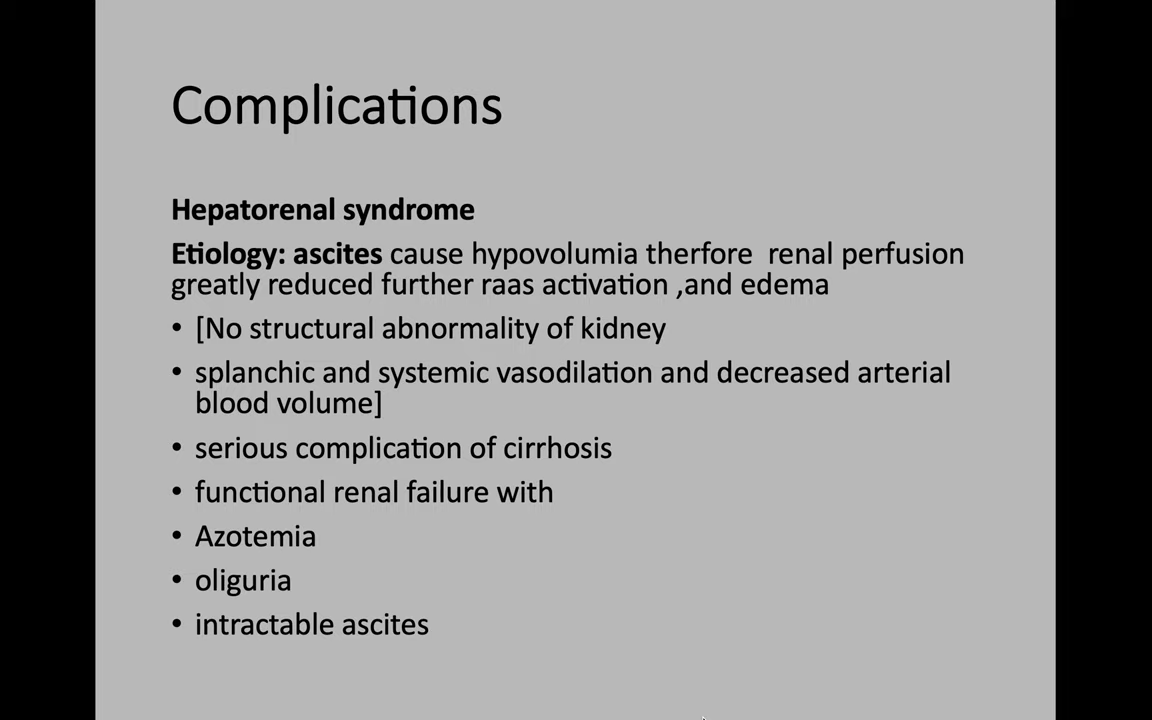 Complications
Hepatorenal syndrome
Etiology: ascites cause hypovolumia therfore  renal perfusion
greatly reduced further raas activation ,and edema
• [No structural abnormality of kidney
• splanchic and systemic vasodilation and decreased arterial
blood volume]
• serious complication of cirrhosis
• functional renal failure with
• Azotemia
• oliguria
• intractable ascites